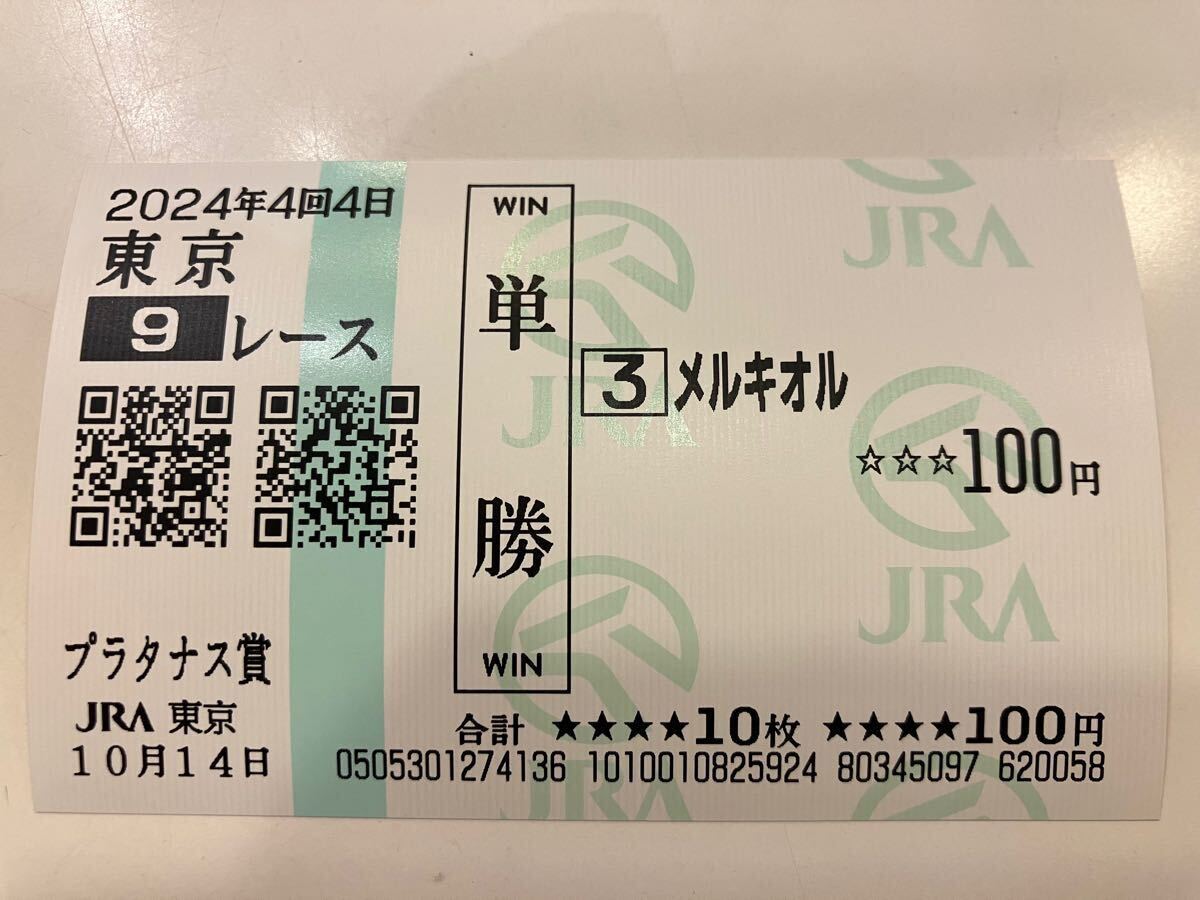 2024年4回4日
東京
9レース
プラタナス賞
JRA 東京
10月14日
WIN
単勝
WIN
3 メルキオル
☆☆☆100円
合計 ★★★★10枚 ★★★★100円
0505301274136 1010010825924 80345097 620058
JRA
JRA
JRA
JRA